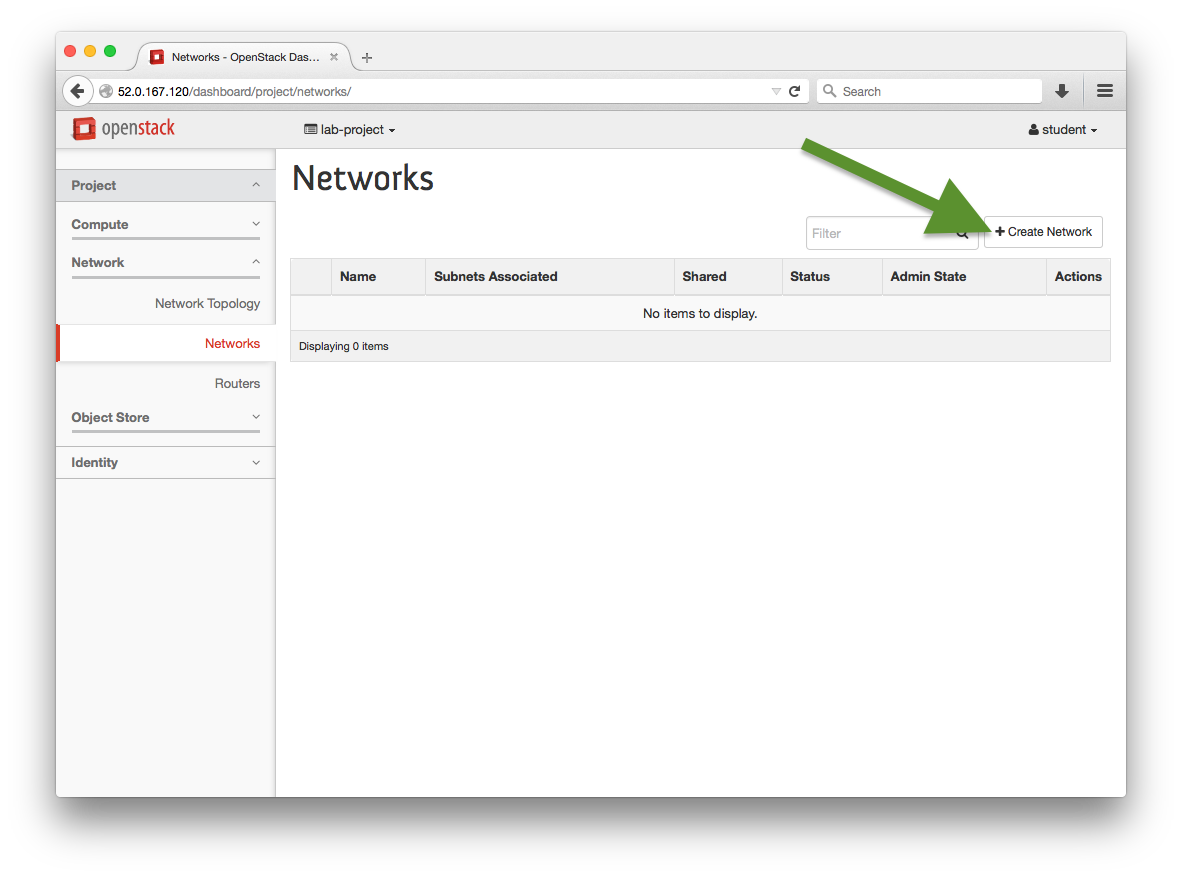 Networks - OpenStack Das...
52.0.167.120/dashboard/project/networks/
Search
openstack
lab-project
student
Project
Compute
Network
Network Topology
Networks
Routers
Object Store
Identity
Networks
Filter
Create Network
Name Subnets Associated Shared Status Admin State Actions
No items to display.
Displaying 0 items